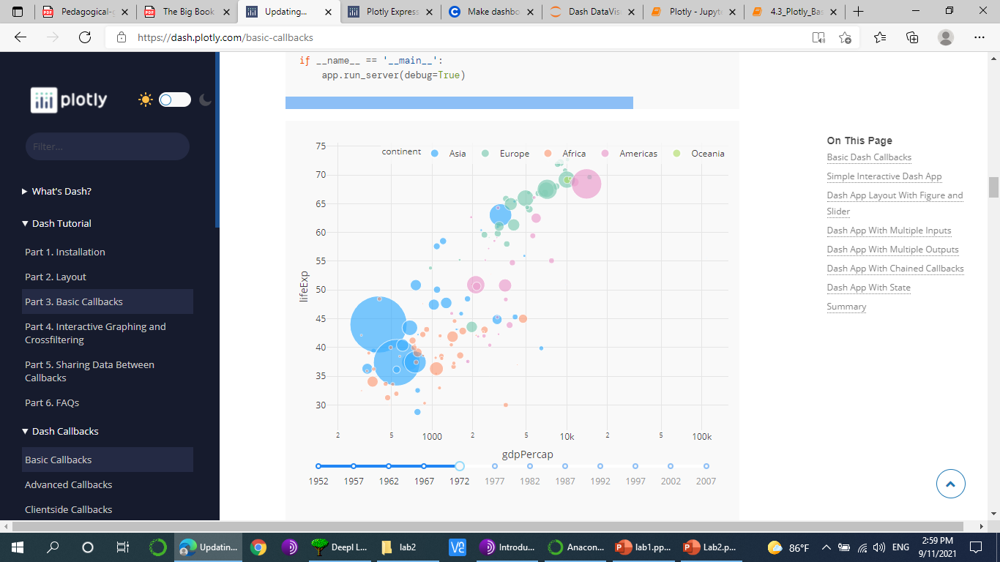 Pedagogical-g
The Big Book
Updating...
Plotly Express
Make dashbo
Dash DataVis
Plotly - Jupyt
4.3_Plotly_Bas
https://dash.plotly.com/basic-callbacks
plotly
Filter...
What's Dash?
Dash Tutorial
Part 1. Installation
Part 2. Layout
Part 3. Basic Callbacks
Part 4. Interactive Graphing and
Crossfiltering
Part 5. Sharing Data Between
Callbacks
Part 6. FAQs
Dash Callbacks
Basic Callbacks
Advanced Callbacks
Clientside Callbacks
if __name__ == '__main__':
app.run_server(debug=True)
continent Asia Europe Africa Americas Oceania
75
70
65
60
55
50
45
40
35
30
lifeExp
2 5 1000 2 5 10k 2 5 100k
gdpPercap
1952 1957 1962 1967 1972 1977 1982 1987 1992 1997 2002 2007
On This Page
Basic Dash Callbacks
Simple Interactive Dash App
Dash App Layout With Figure and
Slider
Dash App With Multiple Inputs
Dash App With Multiple Outputs
Dash App With Chained Callbacks
Dash App With State
Summary
Updatin...
Deepl L...
lab2
Introdu...
Anacon...
lab1.pp...
Lab2.p...
86°F
ENG
2:59 PM
9/11/2021